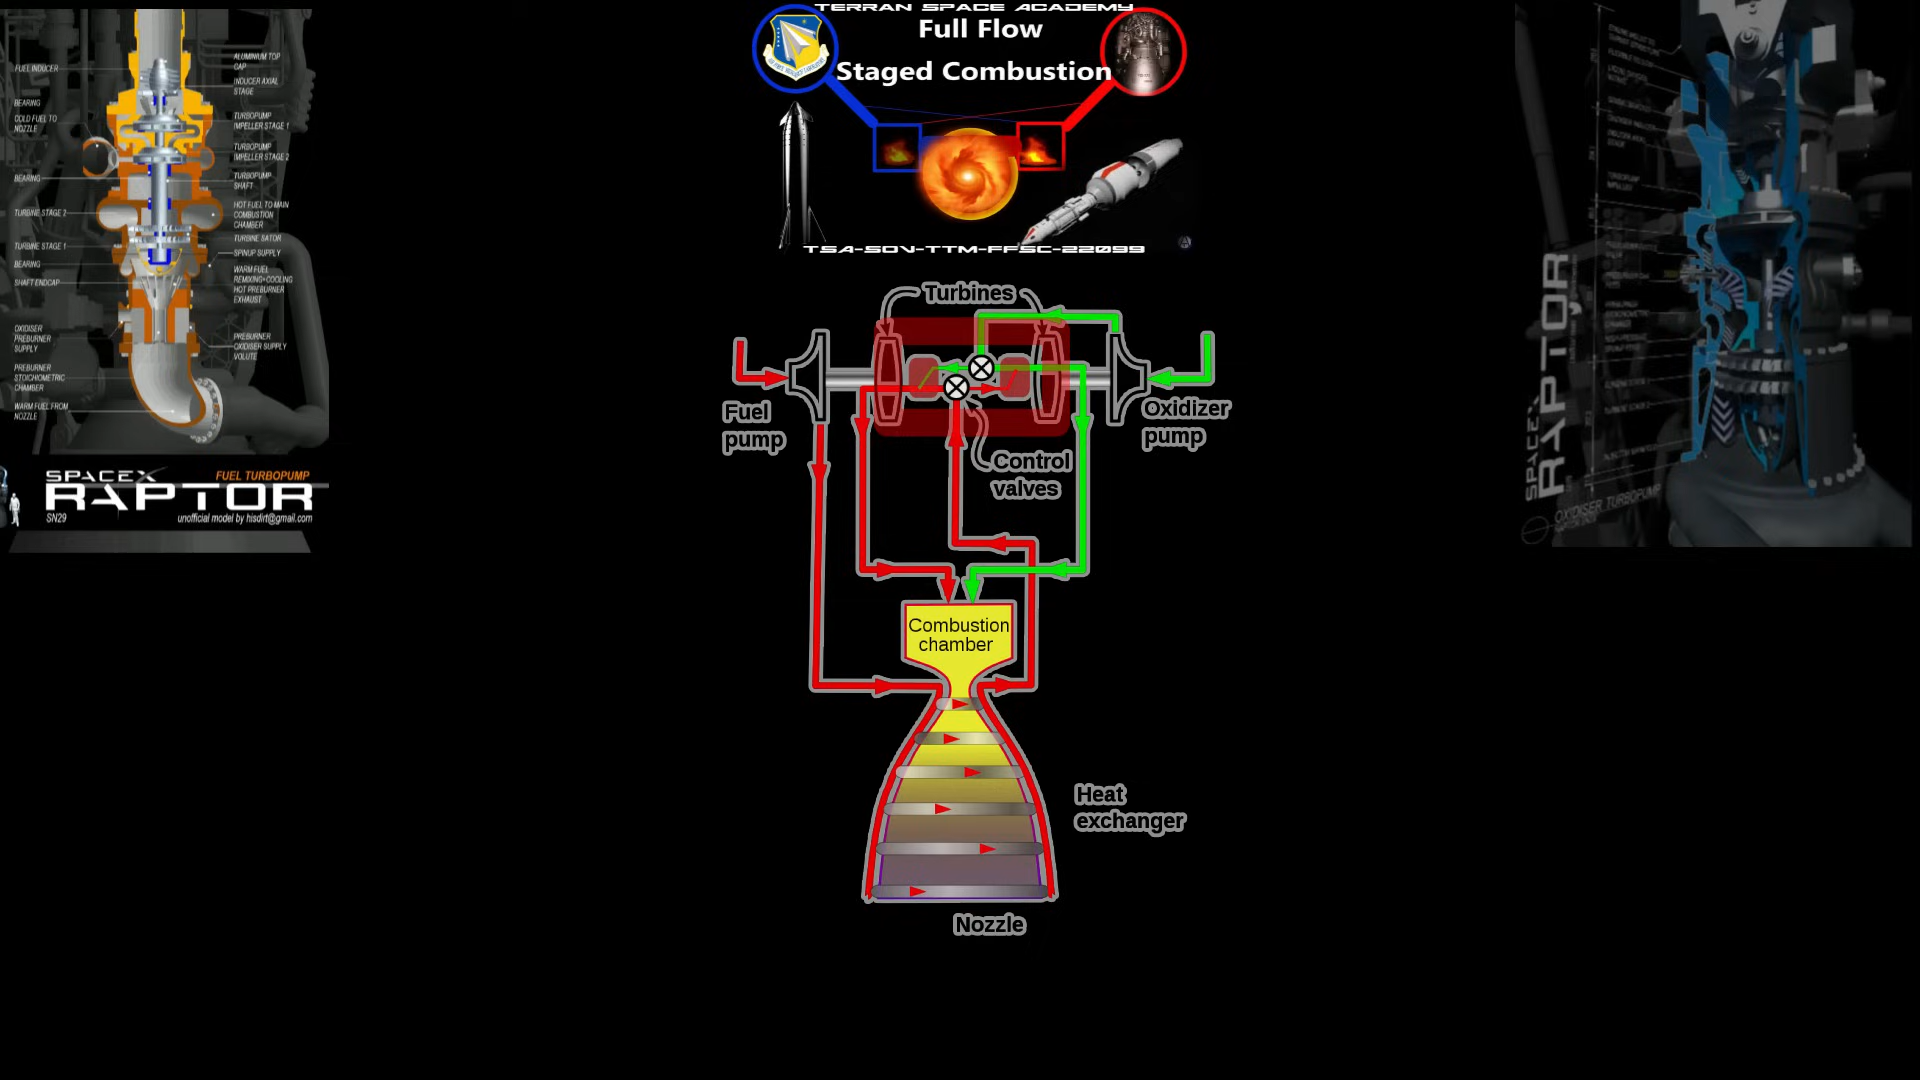 TERRAN SPACE ACADEMY
Full Flow
Staged Combustion
TSA-SOV-TTM-FFSC-22099
FUEL INDUCER
BEARING
COLD FUEL TO
NOZZLE
BEARING
TURBINE STAGE 2
TURBINE STAGE 1
BEARING
SHAFT ENDCAP
OXIDISER
PREBURNER
SUPPLY
PREBURNER
STOICHIOMETRIC
CHAMBER
WARM FUEL FROM
NOZZLE
ALUMINIUM TOP
CAP
INDUCER AXIAL
STAGE
TURBOPUMP
IMPELLER STAGE 1
TURBOPUMP
IMPELLER STAGE 2
TURBOPUMP
SHAFT
HOT FUEL TO MAIN
COMBUSTION
CHAMBER
TURBINE SATOR
SPINUP SUPPLY
WARM FUEL
REMIXING+COOLING
HOT PREBURNER
EXHAUST
PREBURNER
OXIDISER SUPPLY
VOLUTE
SPACEX
FUEL TURBOPUMP
RAPTOR
SN29
unofficial model by hisdirt@gmail.com
Turbines
Fuel
pump
Oxidizer
pump
Control
valves
Combustion
chamber
Heat
exchanger
Nozzle
SPACEX
RAPTOR
OXIDISER TURBOPUMP